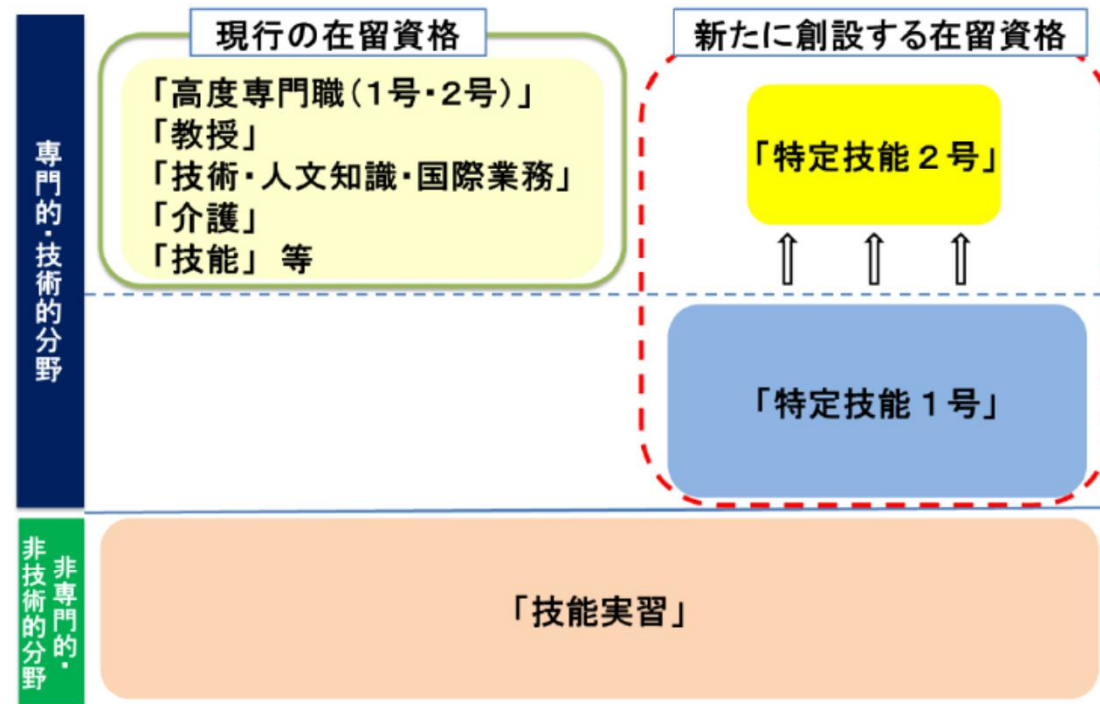 現行の在留資格
新たに創設する在留資格
専門的・技術的分野
「高度専門職(1号・2号)」
「教授」
「技術・人文知識・国際業務」
「介護」
「技能」 等
「特定技能２号」
「特定技能１号」
非専門的・
非技術的分野
「技能実習」